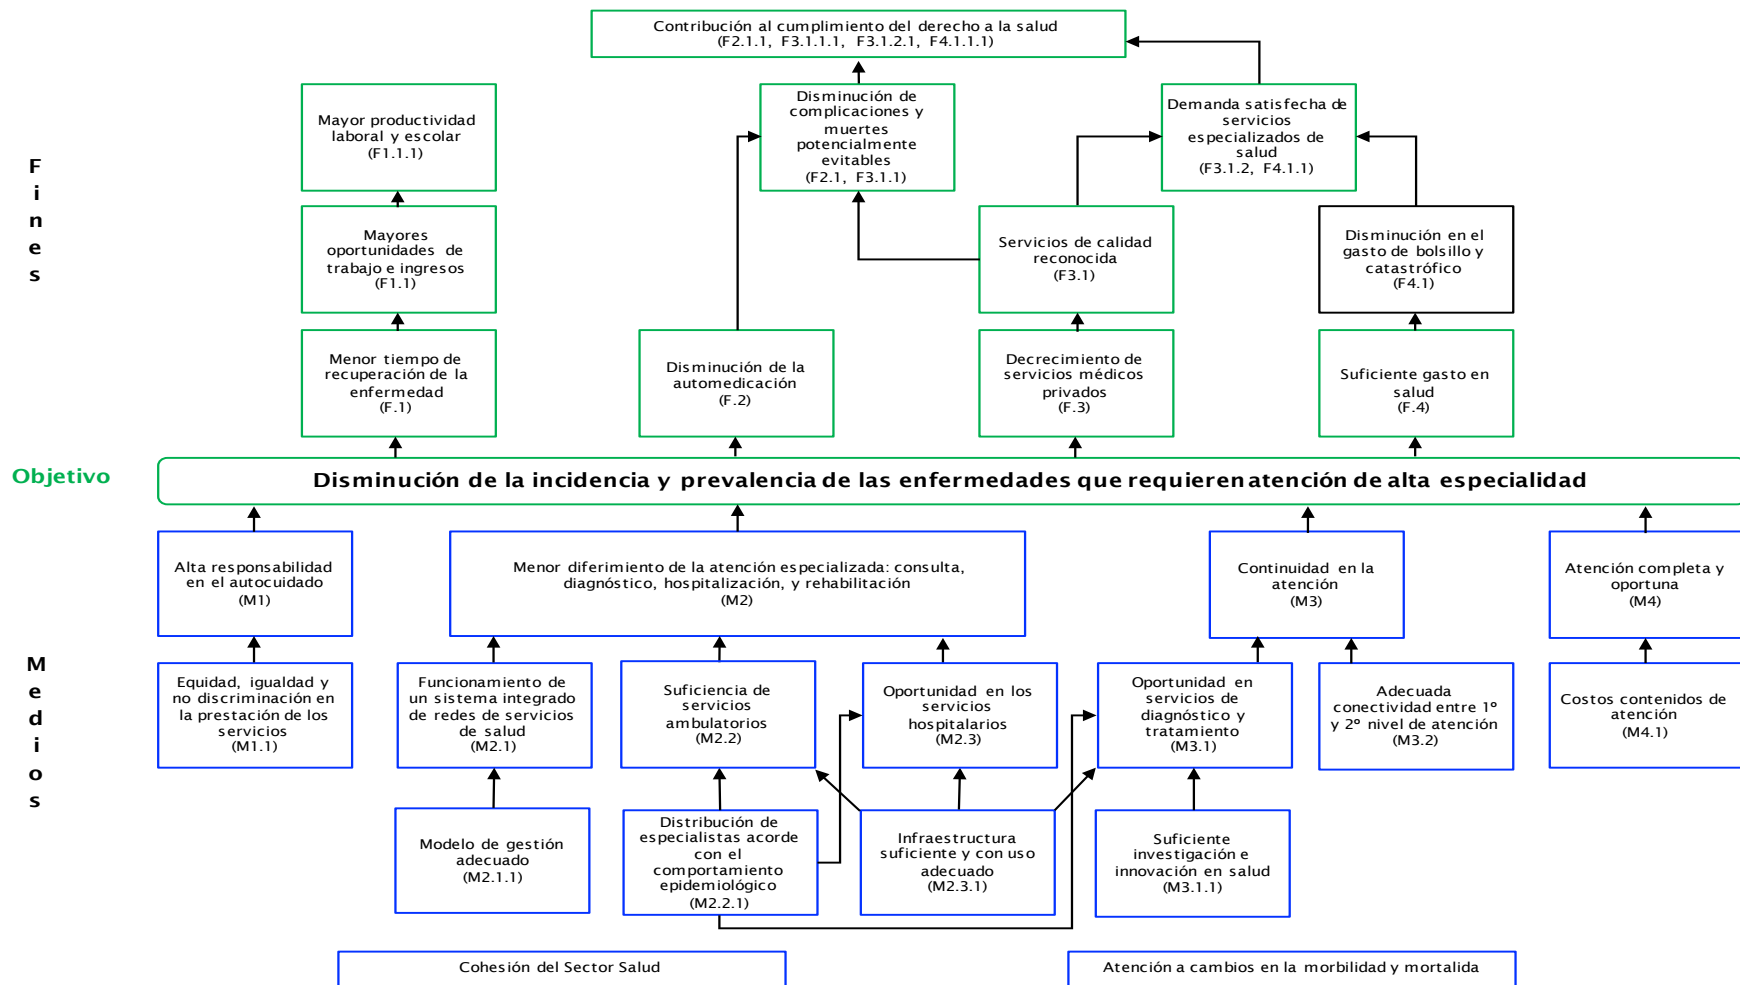 Contribución al cumplimiento del derecho a la salud
(F2.1.1, F3.1.1.1, F3.1.2.1, F4.1.1.1)
Mayor productividad
laboral y escolar
(F1.1.1)
Disminución de
complicaciones y
muertes
potencialmente
evitables
(F2.1, F3.1.1)
Demanda satisfecha de
servicios
especializados de
salud
(F3.1.2, F4.1.1)
F
i
n
e
s
Mayores
oportunidades de
trabajo e ingresos
(F1.1)
Servicios de calidad
reconocida
(F3.1)
Disminución en el
gasto de bolsillo y
catastrófico
(F4.1)
Menor tiempo de
recuperación de la
enfermedad
(F.1)
Disminución de la
automedicación
(F.2)
Decrecimiento de
servicios médicos
privados
(F.3)
Suficiente gasto en
salud
(F.4)
Objetivo
Disminución de la incidencia y prevalencia de las enfermedades que requieren atención de alta especialidad
Alta responsabilidad
en el autocuidado
(M1)
Menor diferimiento de la atención especializada: consulta,
diagnóstico, hospitalización, y rehabilitación
(M2)
Continuidad en la
atención
(M3)
Atención completa y
oportuna
(M4)
M
e
d
i
o
s
Equidad, igualdad y
no discriminación en
la prestación de los
servicios
(M1.1)
Funcionamiento de
un sistema integrado
de redes de servicios
de salud
(M2.1)
Suficiencia de
servicios
ambulatorios
(M2.2)
Oportunidad en los
servicios
hospitalarios
(M2.3)
Oportunidad en
servicios de
diagnóstico y
tratamiento
(M3.1)
Adecuada
conectividad entre 1º
y 2º nivel de atención
(M3.2)
Costos contenidos de
atención
(M4.1)
Modelo de gestión
adecuado
(M2.1.1)
Distribución de
especialistas acorde
con el
comportamiento
epidemiológico
(M2.2.1)
Infraestructura
suficiente y con uso
adecuado
(M2.3.1)
Suficiente
investigación e
innovación en salud
(M3.1.1)
Cohesión del Sector Salud
Atención a cambios en la morbilidad y mortalida